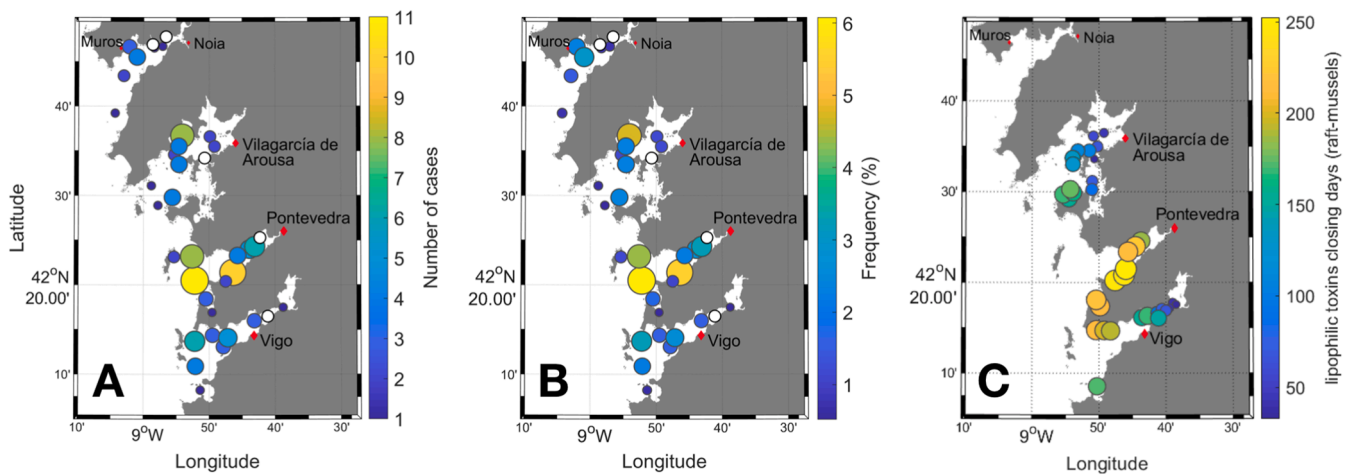 Muros
Noia
Vilagarcía de
Arousa
Pontevedra
Vigo
A
40'
30'
42°N
20.00'
10'
10'
9°W
50'
40'
30'
Latitude
Longitude
11
10
9
8
7
6
5
4
3
2
1
Number of cases
Muros
Noia
Vilagarcía de
Arousa
Pontevedra
Vigo
B
40'
30'
42°N
20.00'
10'
10'
9°W
50'
40'
30'
Longitude
6
5
4
3
2
1
Frequency (%)
Muros
Noia
Vilagarcía de
Arousa
Pontevedra
Vigo
C
40'
30'
42°N
20.00'
10'
10'
9°W
50'
40'
30'
Longitude
250
200
150
100
50
lipophilic toxins closing days (raft-mussels)